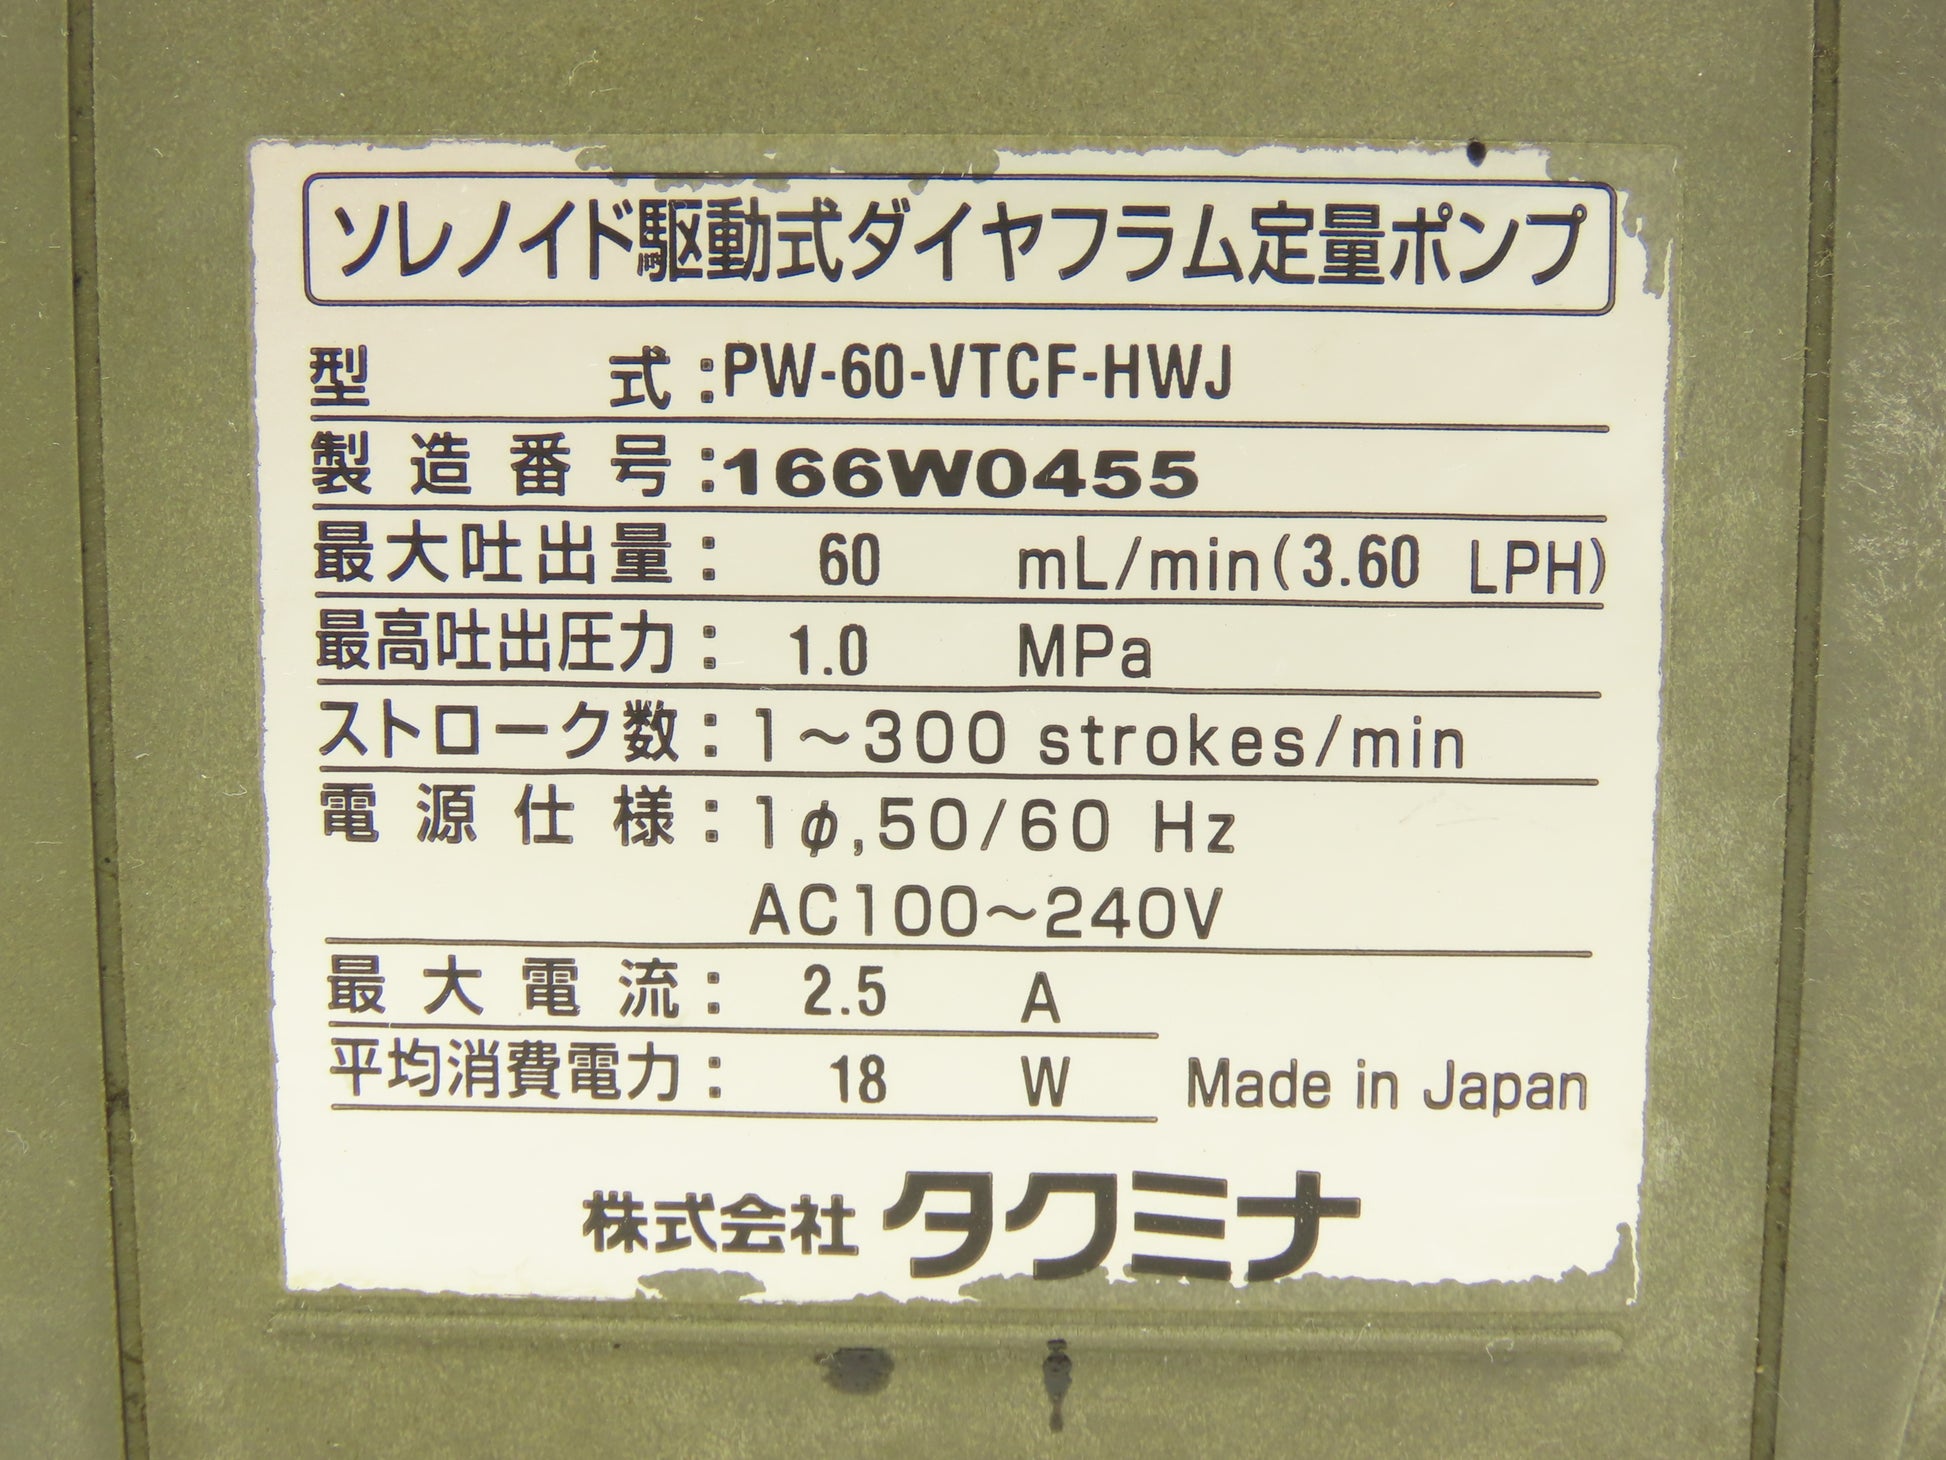 ソレノイド駆動式ダイヤフラム定量ポンプ
型式:PW-60-VTCF-HWJ
製造番号:166W0455
最大吐出量: 60 mL/min(3.60 LPH)
最高吐出圧力: 1.0 MPa
ストローク数:1～300 strokes/min
電源仕様:1φ,50/60 Hz
AC100～240V
最大電流: 2.5 A
平均消費電力: 18 W Made in Japan
株式会社 タクミナ